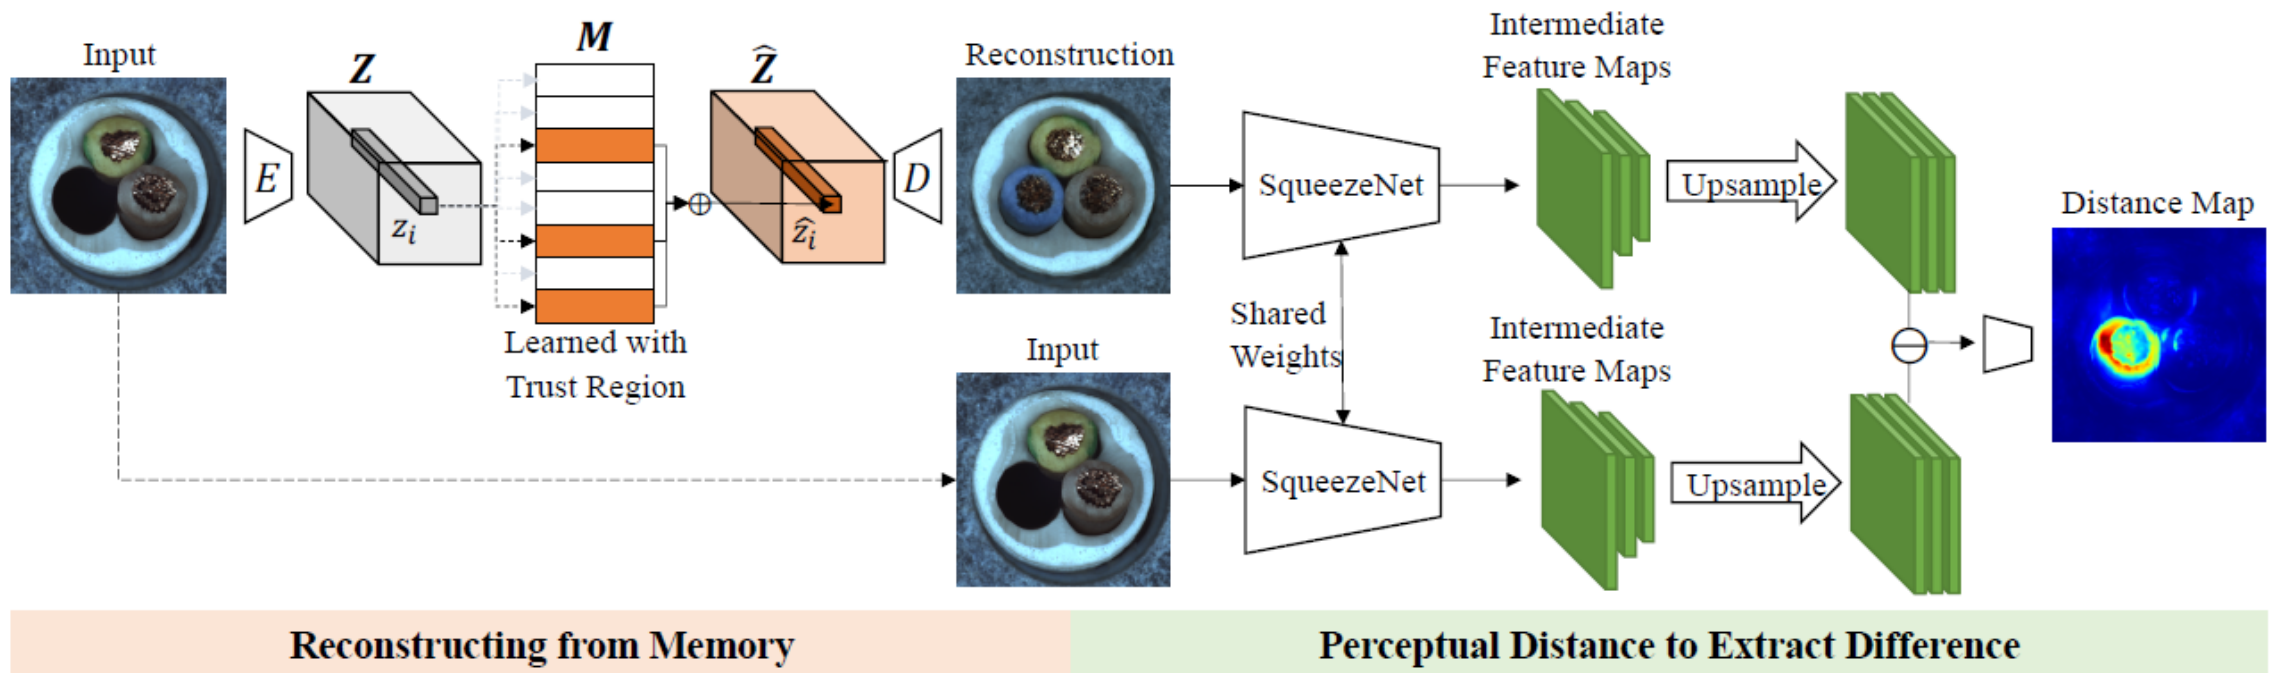 Input
Z
M
Ẑ
Reconstruction
Intermediate
Feature Maps
E
z_i
ẑ_i
D
SqueezeNet
Upsample
Distance Map
Learned with
Trust Region
Input
Shared
Weights
Intermediate
Feature Maps
SqueezeNet
Upsample
Reconstructing from Memory
Perceptual Distance to Extract Difference